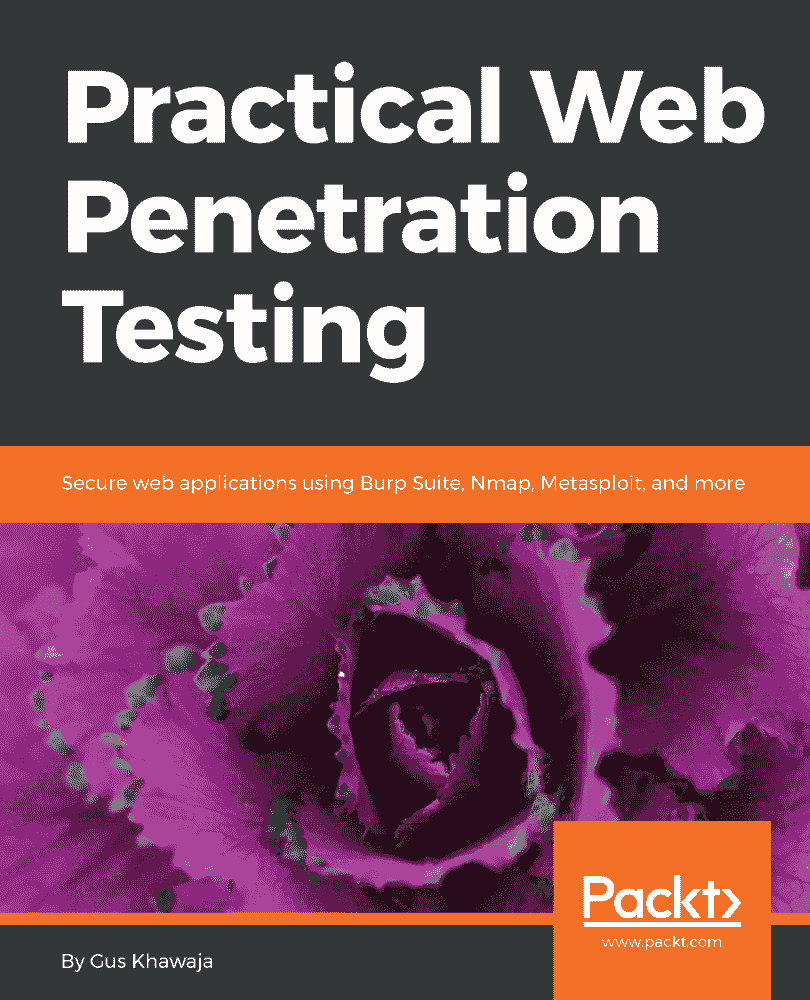 Practical Web
Penetration
Testing
Secure web applications using Burp Suite, Nmap, Metasploit, and more
Packt>
www.packt.com
By Gus Khawaja